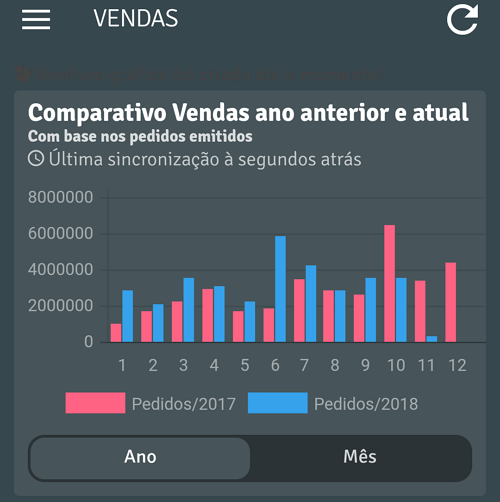 VENDAS
Comparativo Vendas ano anterior e atual
Com base nos pedidos emitidos
Última sincronização à segundos atrás
8000000
6000000
4000000
2000000
0
1 2 3 4 5 6 7 8 9 10 11 12
Pedidos/2017 Pedidos/2018
Ano Mês